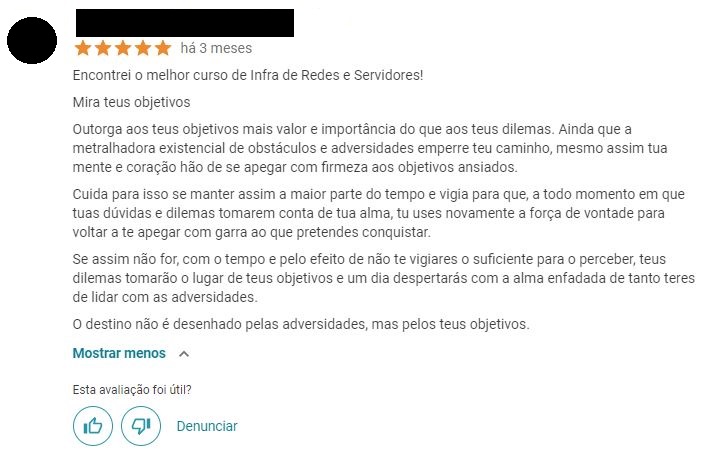 há 3 meses
Encontrei o melhor curso de Infra de Redes e Servidores!
Mira teus objetivos
Outorga aos teus objetivos mais valor e importância do que aos teus dilemas. Ainda que a
metralhadora existencial de obstáculos e adversidades emperre teu caminho, mesmo assim tua
mente e coração hão de se apegar com firmeza aos objetivos ansiados.
Cuida para isso se manter assim a maior parte do tempo e vigia para que, a todo momento em que
tuas dúvidas e dilemas tomarem conta de tua alma, tu uses novamente a força de vontade para
voltar a te apegar com garra ao que pretendes conquistar.
Se assim não for, com o tempo e pelo efeito de não te vigiares o suficiente para o perceber, teus
dilemas tomarão o lugar de teus objetivos e um dia despertarás com a alma enfadada de tanto teres
de lidar com as adversidades.
O destino não é desenhado pelas adversidades, mas pelos teus objetivos.
Mostrar menos
Esta avaliação foi útil?
Denunciar